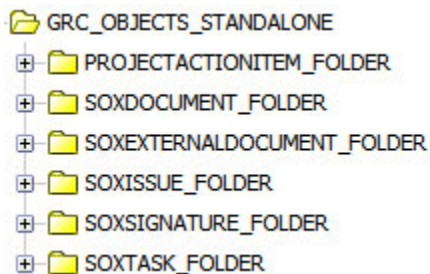 GRC_OBJECTS_STANDALONE
PROJECTACTIONITEM_FOLDER
SOXDOCUMENT_FOLDER
SOXEXTERNALDOCUMENT_FOLDER
SOXISSUE_FOLDER
SOXSIGNATURE_FOLDER
SOXTASK_FOLDER